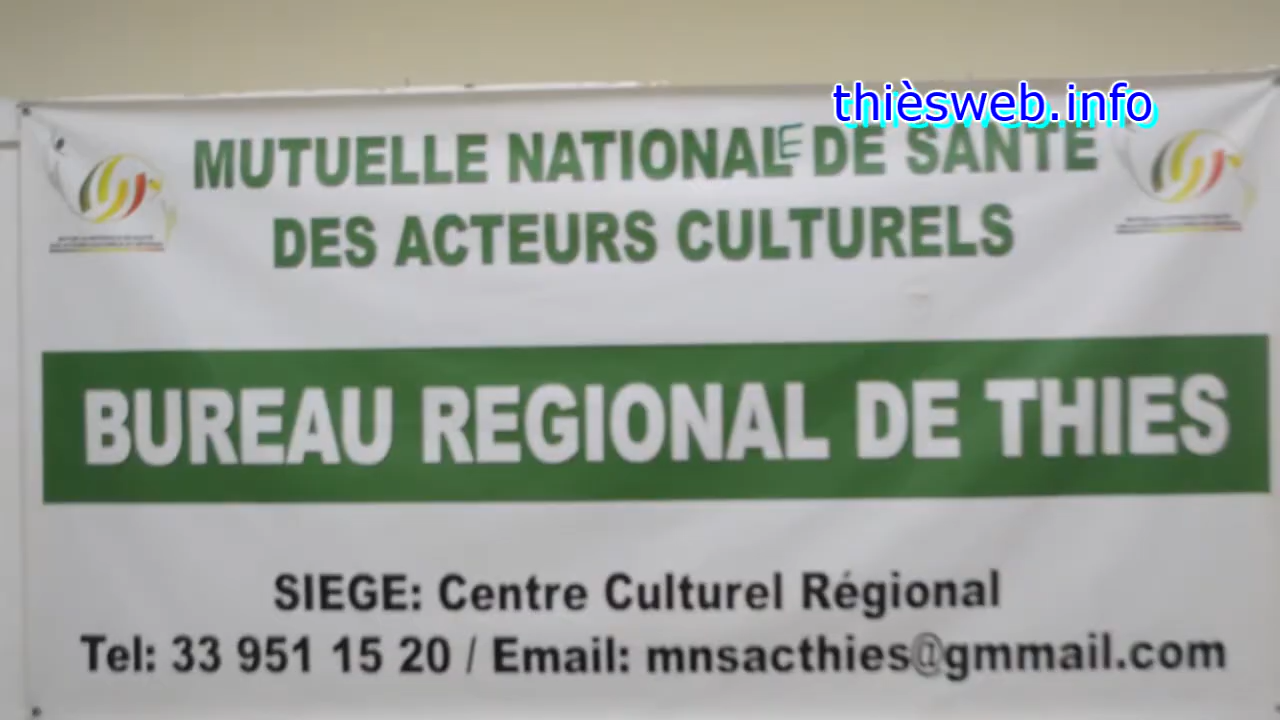 thièsweb.info
MUTUELLE NATIONALE DE SANTE
DES ACTEURS CULTURELS
BUREAU REGIONAL DE THIES
SIEGE: Centre Culturel Régional
Tel: 33 951 15 20 / Email: mnsacthies@gmmail.com